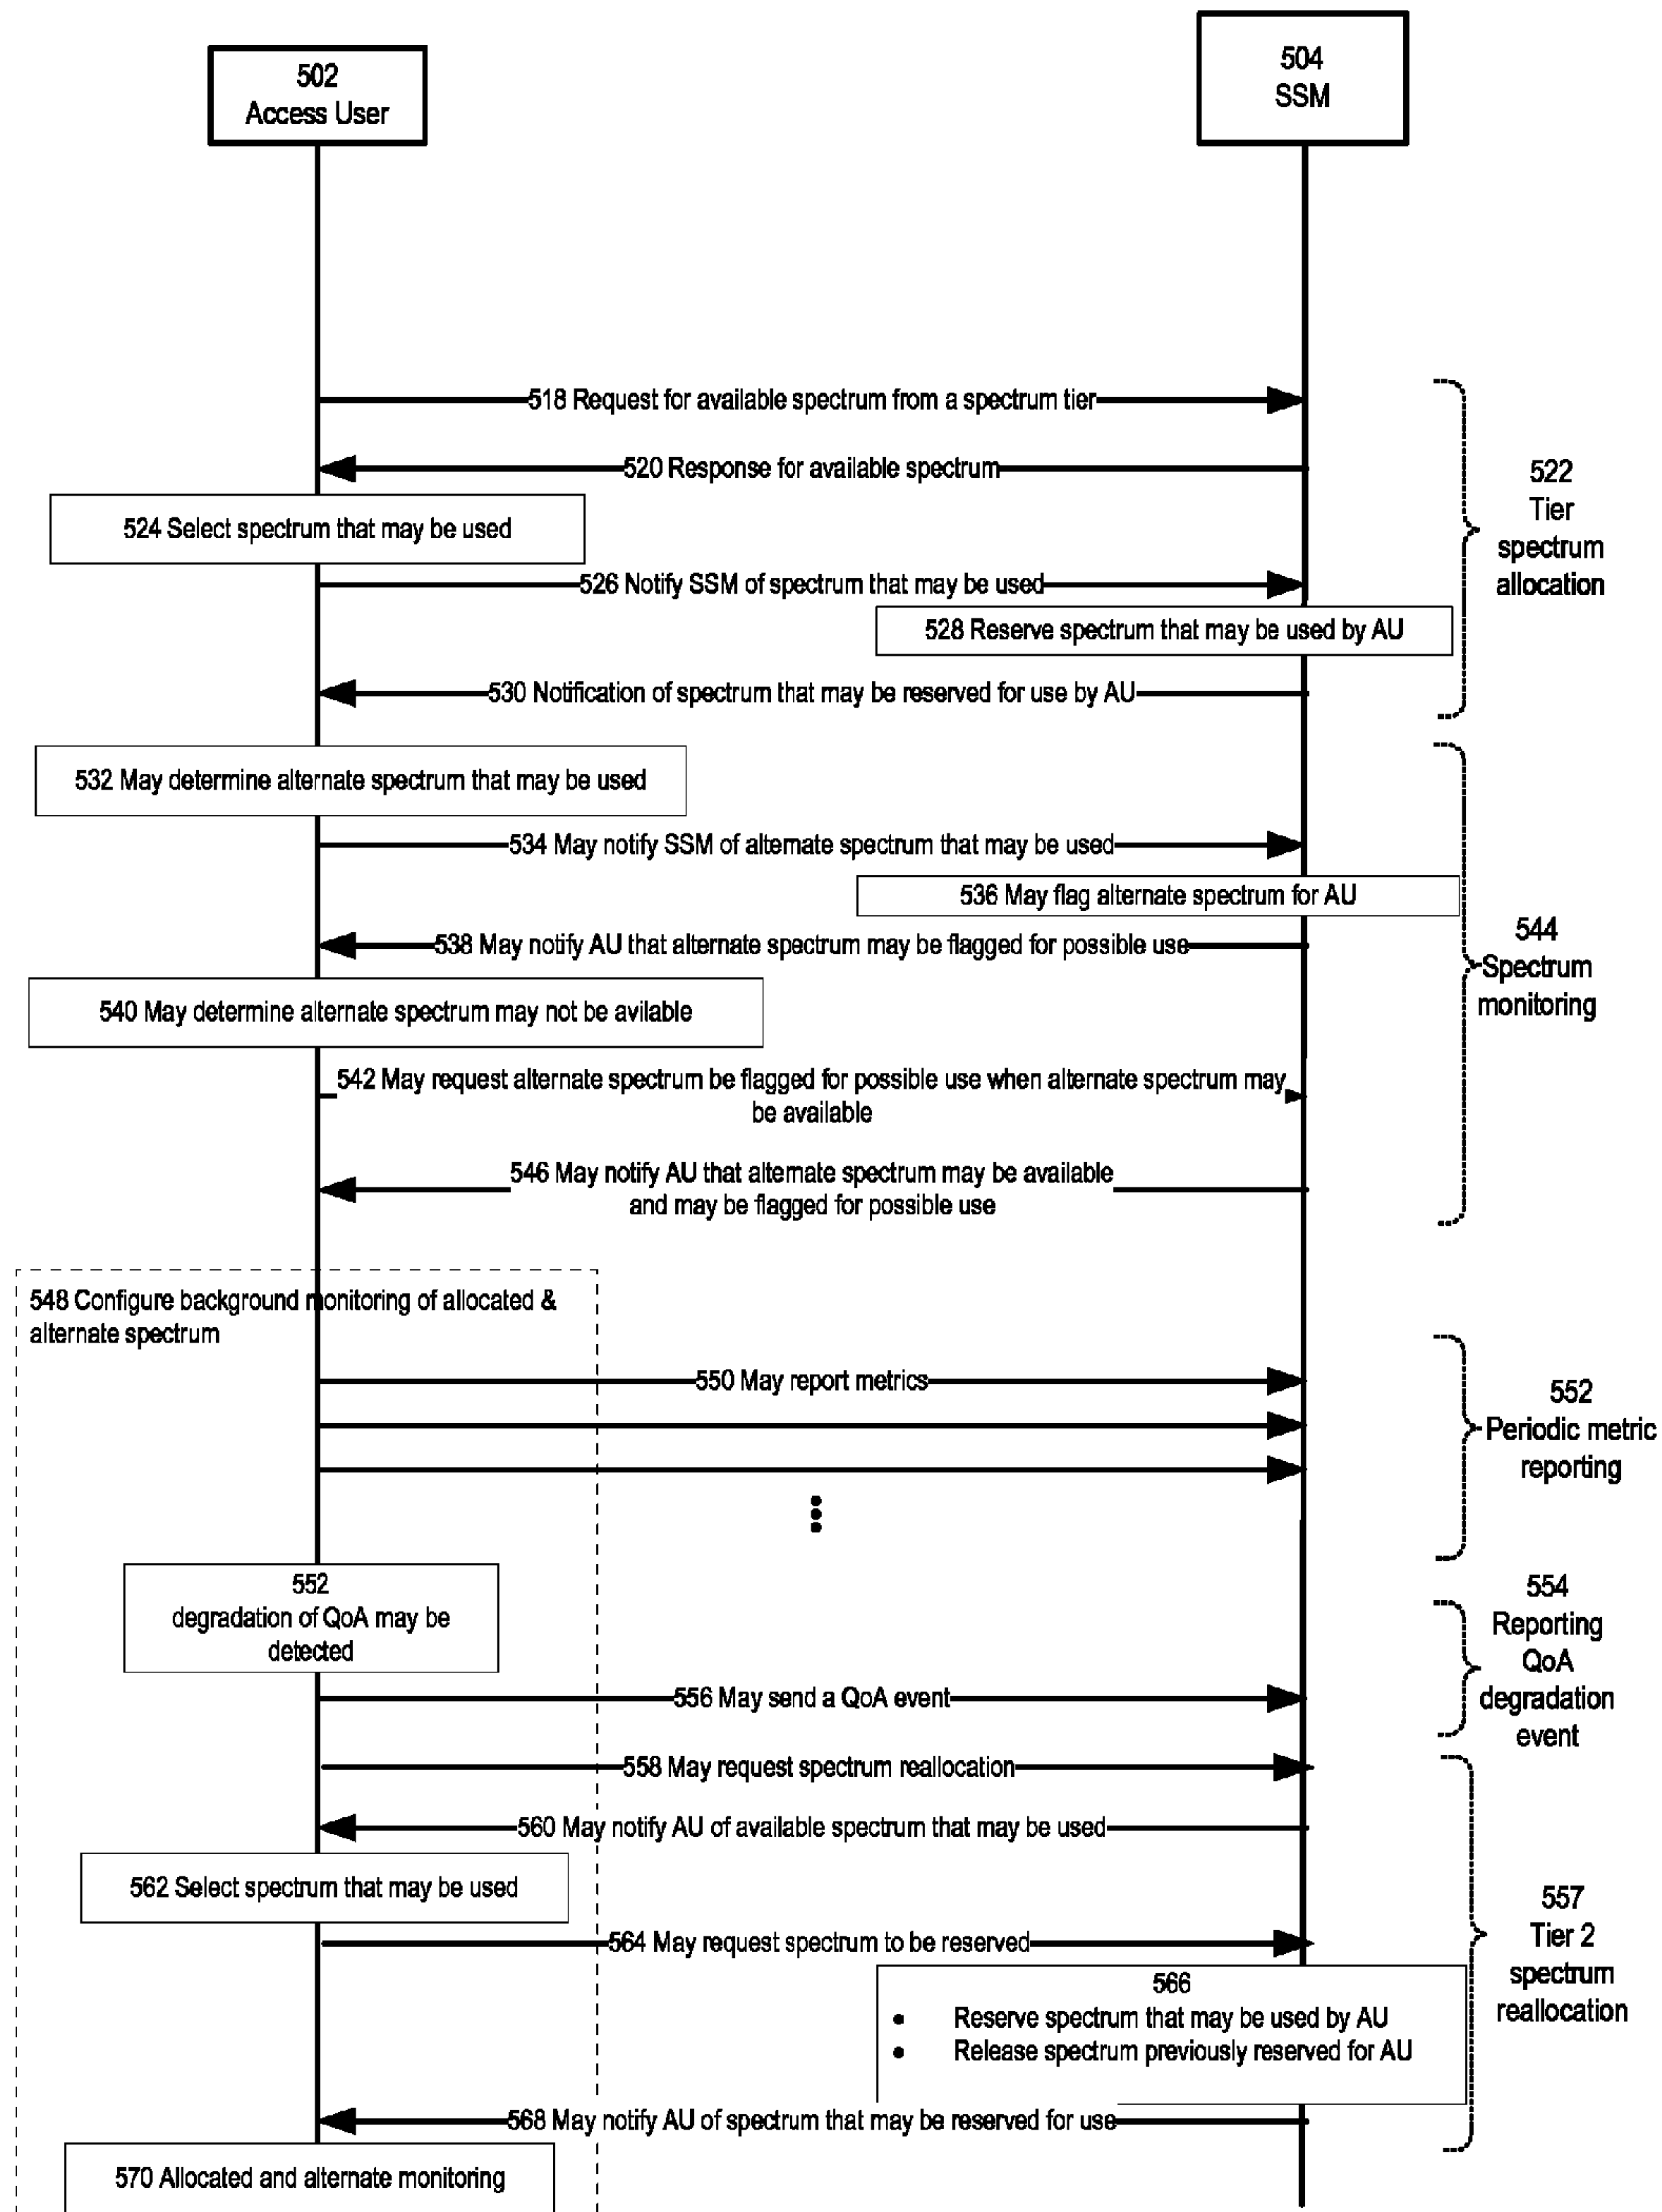 502
Access User
504
SSM
518 Request for available spectrum from a spectrum tier
520 Response for available spectrum
522
Tier
spectrum
allocation
524 Select spectrum that may be used
526 Notify SSM of spectrum that may be used
528 Reserve spectrum that may be used by AU
530 Notification of spectrum that may be reserved for use by AU
532 May determine alternate spectrum that may be used
534 May notify SSM of alternate spectrum that may be used
536 May flag alternate spectrum for AU
538 May notify AU that alternate spectrum may be flagged for possible use
544
Spectrum
monitoring
540 May determine alternate spectrum may not be avilable
542 May request alternate spectrum be flagged for possible use when alternate spectrum may
be available
546 May notify AU that alternate spectrum may be available
and may be flagged for possible use
548 Configure background monitoring of allocated &
alternate spectrum
550 May report metrics
552
Periodic metric
reporting
552
degradation of QoA may be
detected
554
Reporting
QoA
degradation
event
556 May send a QoA event
558 May request spectrum reallocation
560 May notify AU of available spectrum that may be used
562 Select spectrum that may be used
557
Tier 2
spectrum
reallocation
564 May request spectrum to be reserved
566
• Reserve spectrum that may be used by AU
• Release spectrum previously reserved for AU
568 May notify AU of spectrum that may be reserved for use
570 Allocated and alternate monitoring